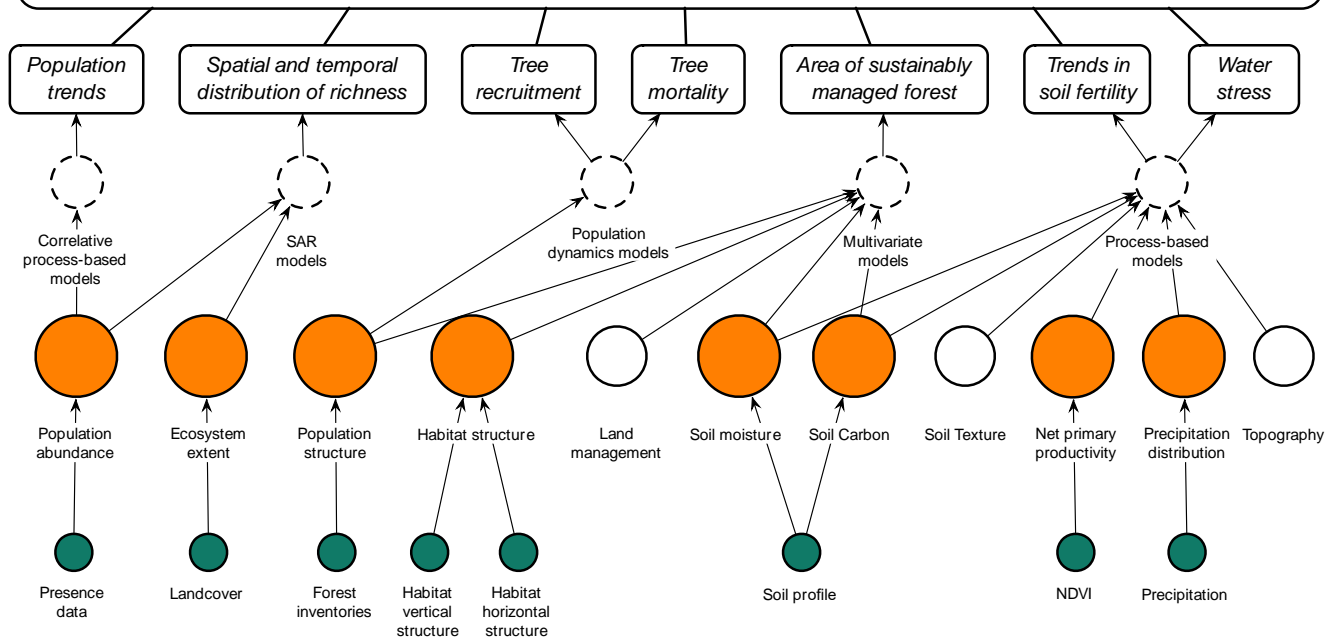 Population
trends
Spatial and temporal
distribution of richness
Tree
recruitment
Tree
mortality
Area of sustainably
managed forest
Trends in
soil fertility
Water
stress
Correlative
process-based
models
SAR
models
Population
dynamics models
Multivariate
models
Process-based
models
Population
abundance
Ecosystem
extent
Population
structure
Habitat structure
Land
management
Soil moisture
Soil Carbon
Soil Texture
Net primary
productivity
Precipitation
distribution
Topography
Presence
data
Landcover
Forest
inventories
Habitat
vertical
structure
Habitat
horizontal
structure
Soil profile
NDVI
Precipitation